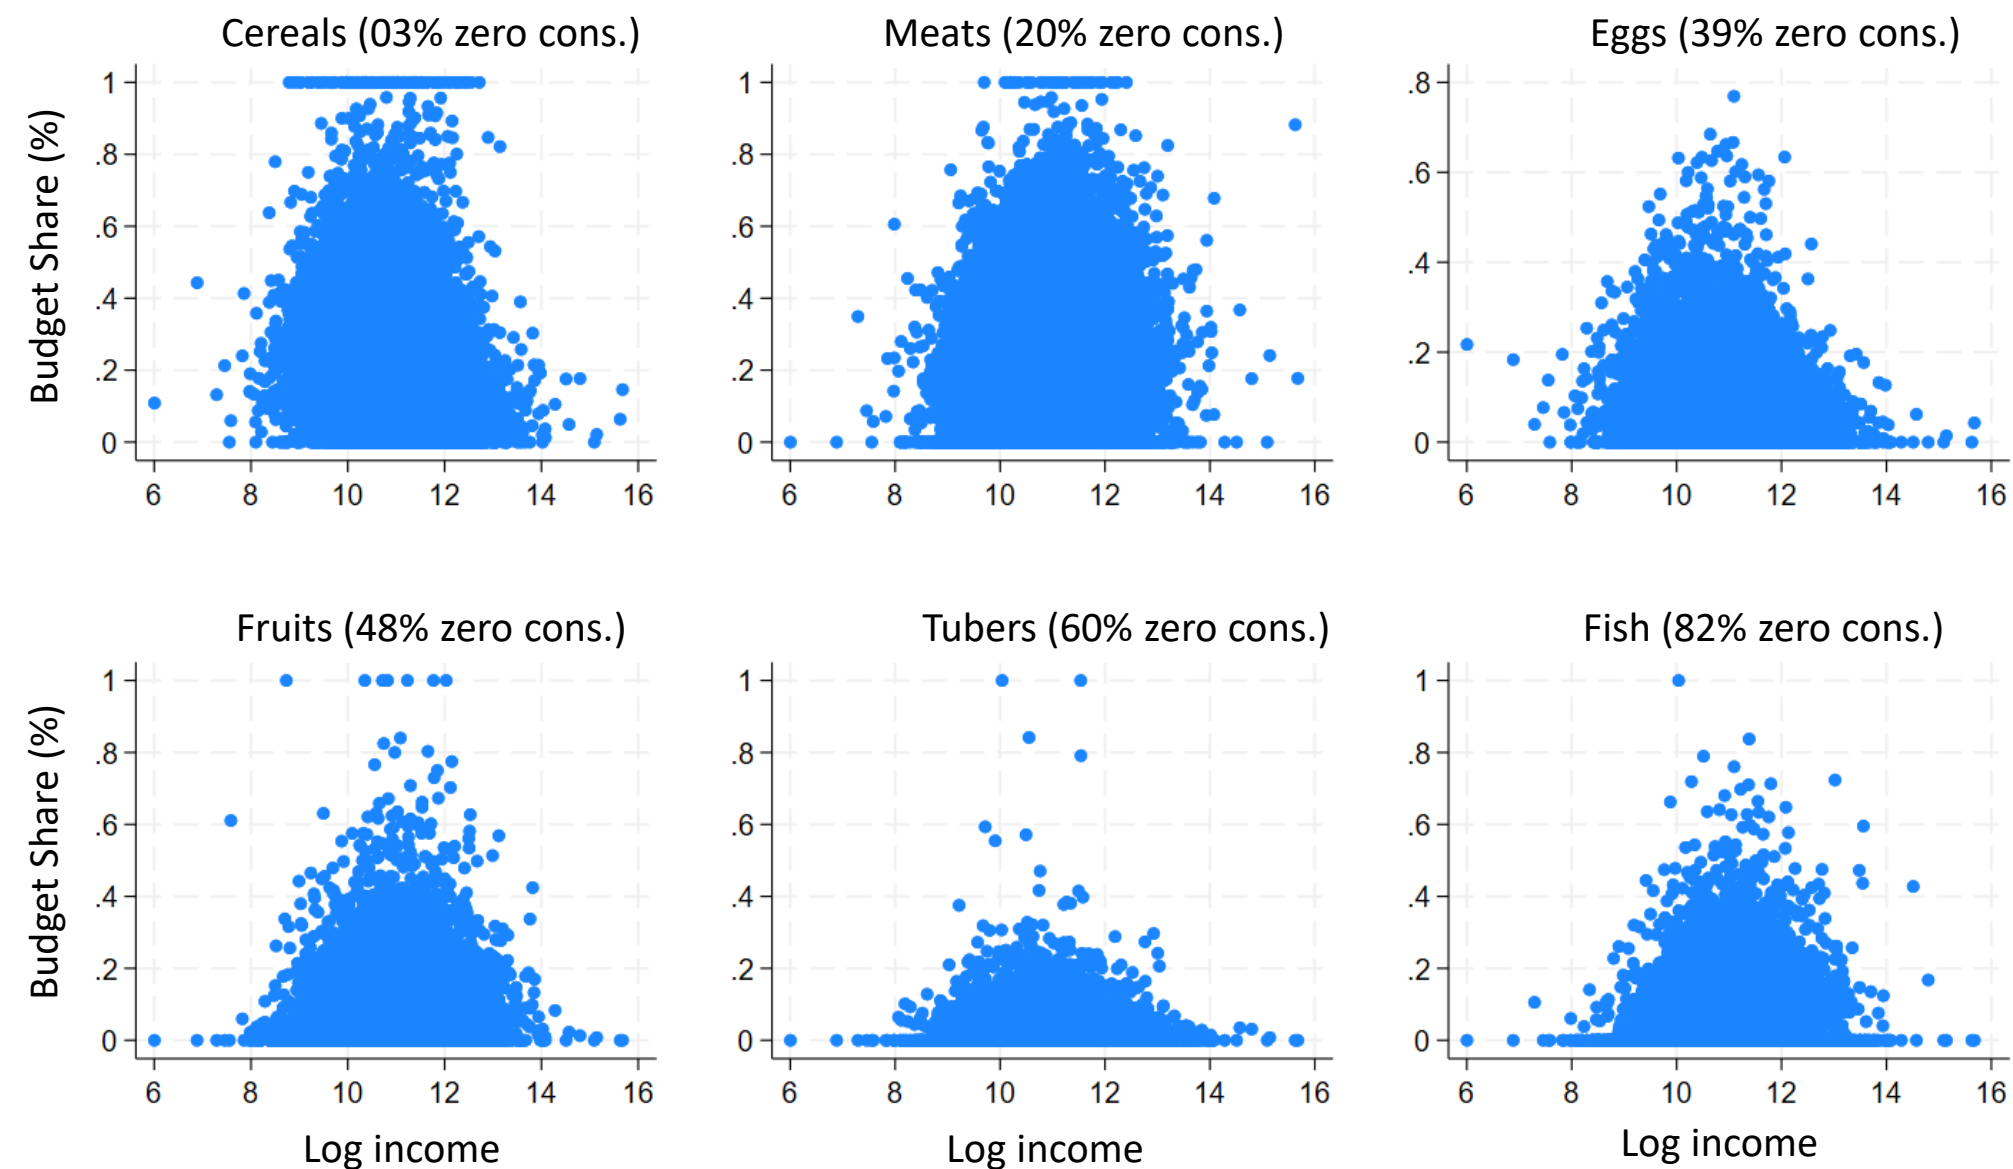 Cereals (03% zero cons.)
Meats (20% zero cons.)
Eggs (39% zero cons.)
Budget Share (%)
1
.8
.6
.4
.2
0
6 8 10 12 14 16
1
.8
.6
.4
.2
0
6 8 10 12 14 16
.8
.6
.4
.2
0
6 8 10 12 14 16
Fruits (48% zero cons.)
Tubers (60% zero cons.)
Fish (82% zero cons.)
Budget Share (%)
1
.8
.6
.4
.2
0
6 8 10 12 14 16
Log income
1
.8
.6
.4
.2
0
6 8 10 12 14 16
Log income
1
.8
.6
.4
.2
0
6 8 10 12 14 16
Log income